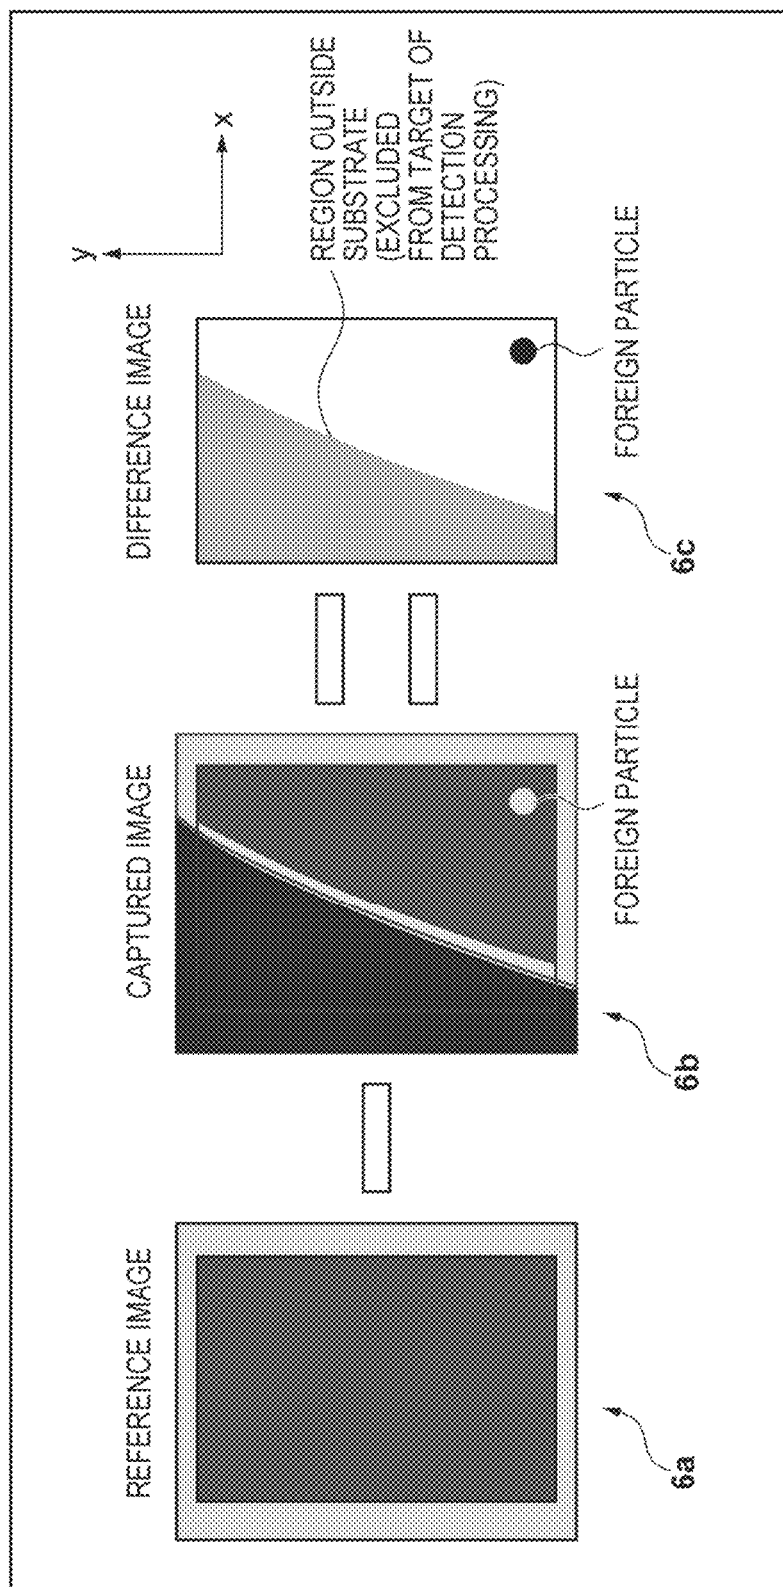 REFERENCE IMAGE
6a
CAPTURED IMAGE
FOREIGN PARTICLE
6b
DIFFERENCE IMAGE
FOREIGN PARTICLE
6c
y
x
REGION OUTSIDE
SUBSTRATE
(EXCLUDED
FROM TARGET OF
DETECTION
PROCESSING)